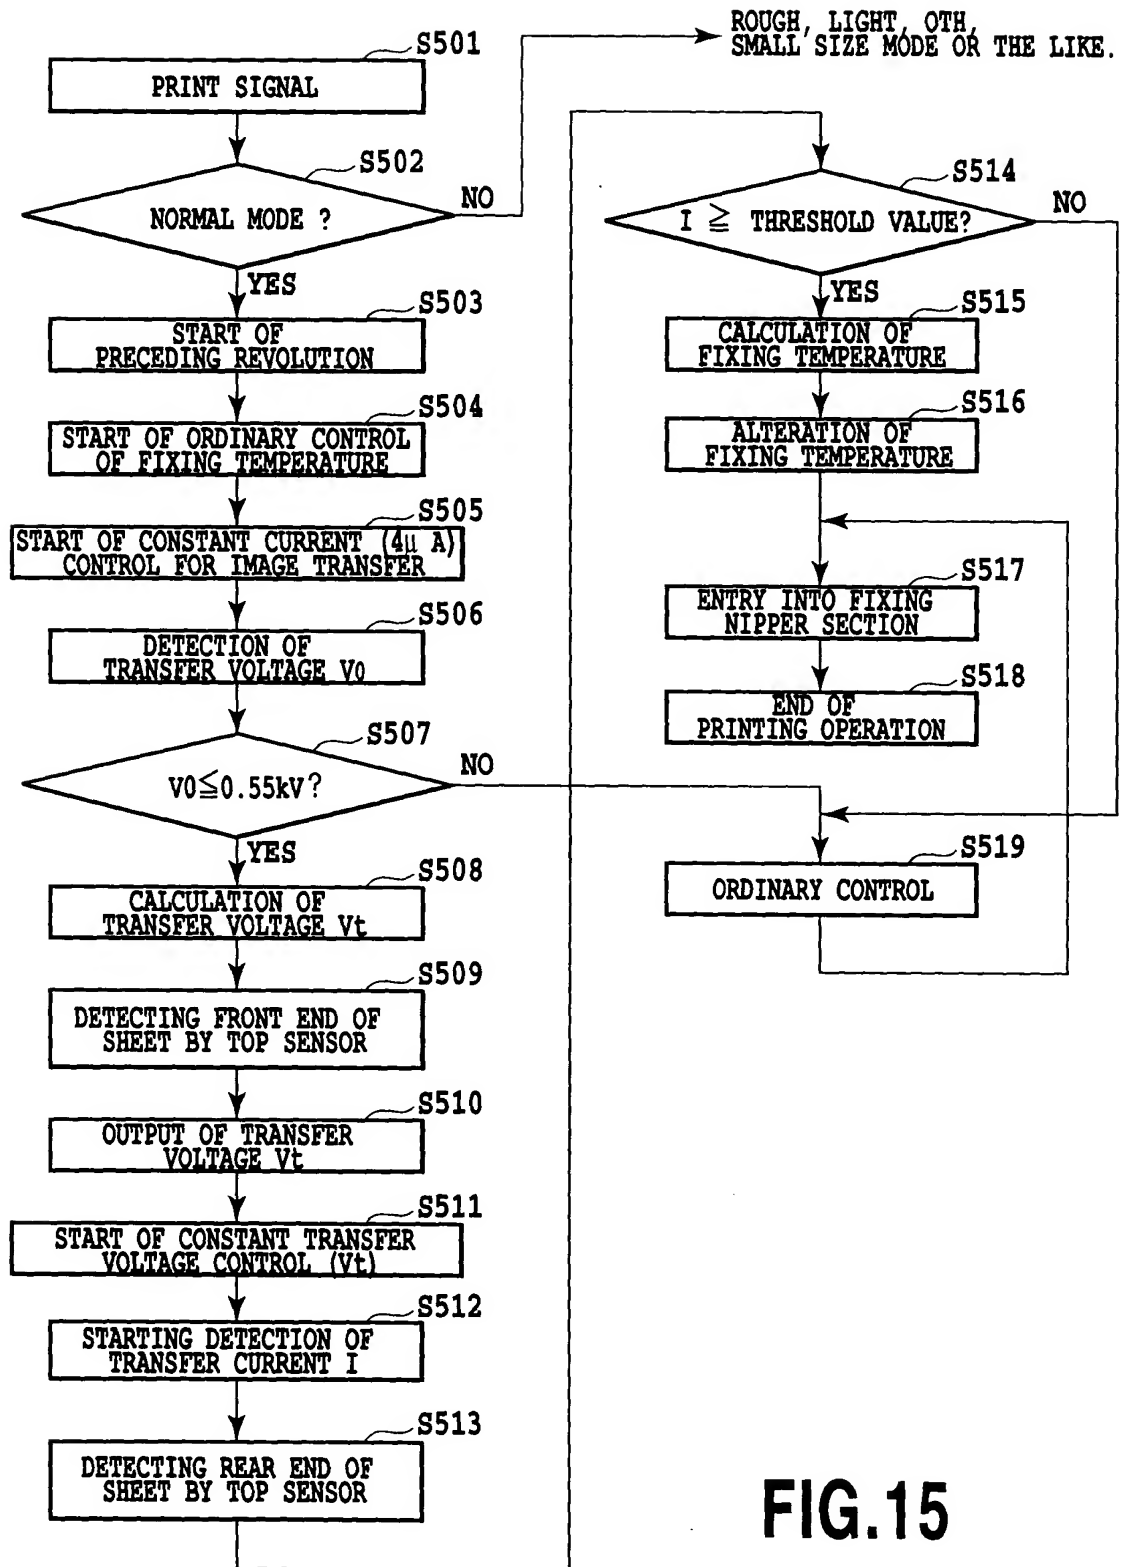 S501
PRINT SIGNAL
ROUGH, LIGHT, OTH,
SMALL SIZE MODE OR THE LIKE.
S502
NORMAL MODE ?
NO
YES
S503
START OF
PRECEDING REVOLUTION
S504
START OF ORDINARY CONTROL
OF FIXING TEMPERATURE
S505
START OF CONSTANT CURRENT (4μ A)
CONTROL FOR IMAGE TRANSFER
S506
DETECTION OF
TRANSFER VOLTAGE V0
S507
V0≦0.55kV?
NO
YES
S508
CALCULATION OF
TRANSFER VOLTAGE Vt
S509
DETECTING FRONT END OF
SHEET BY TOP SENSOR
S510
OUTPUT OF TRANSFER
VOLTAGE Vt
S511
START OF CONSTANT TRANSFER
VOLTAGE CONTROL (Vt)
S512
STARTING DETECTION OF
TRANSFER CURRENT I
S513
DETECTING REAR END OF
SHEET BY TOP SENSOR
S514
I ≧ THRESHOLD VALUE?
NO
YES
S515
CALCULATION OF
FIXING TEMPERATURE
S516
ALTERATION OF
FIXING TEMPERATURE
S517
ENTRY INTO FIXING
NIPPER SECTION
S518
END OF
PRINTING OPERATION
S519
ORDINARY CONTROL
FIG.15